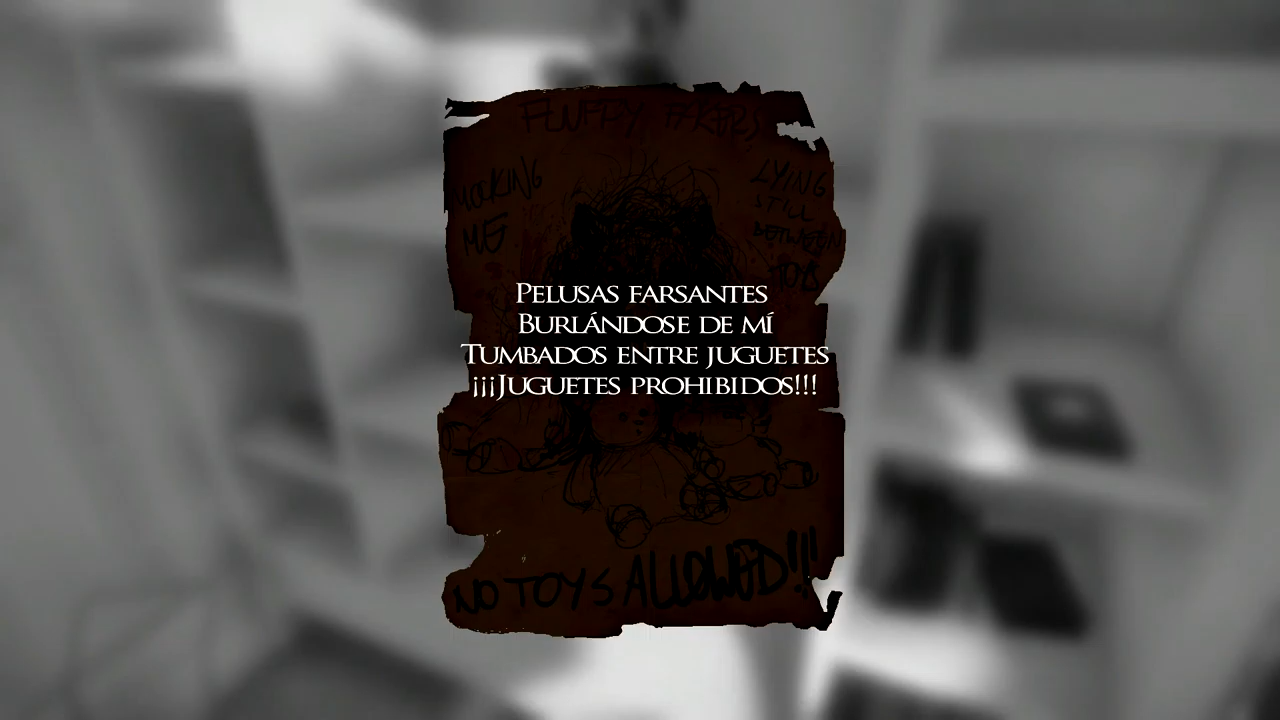 FLUFFY FAKERS
MOCKING
ME
LYING
STILL
BETWEEN
TOYS
PELUSAS FARSANTES
BURLÁNDOSE DE MÍ
TUMBADOS ENTRE JUGUETES
¡¡¡JUGUETES PROHIBIDOS!!!
NO TOYS ALLOWED!!!